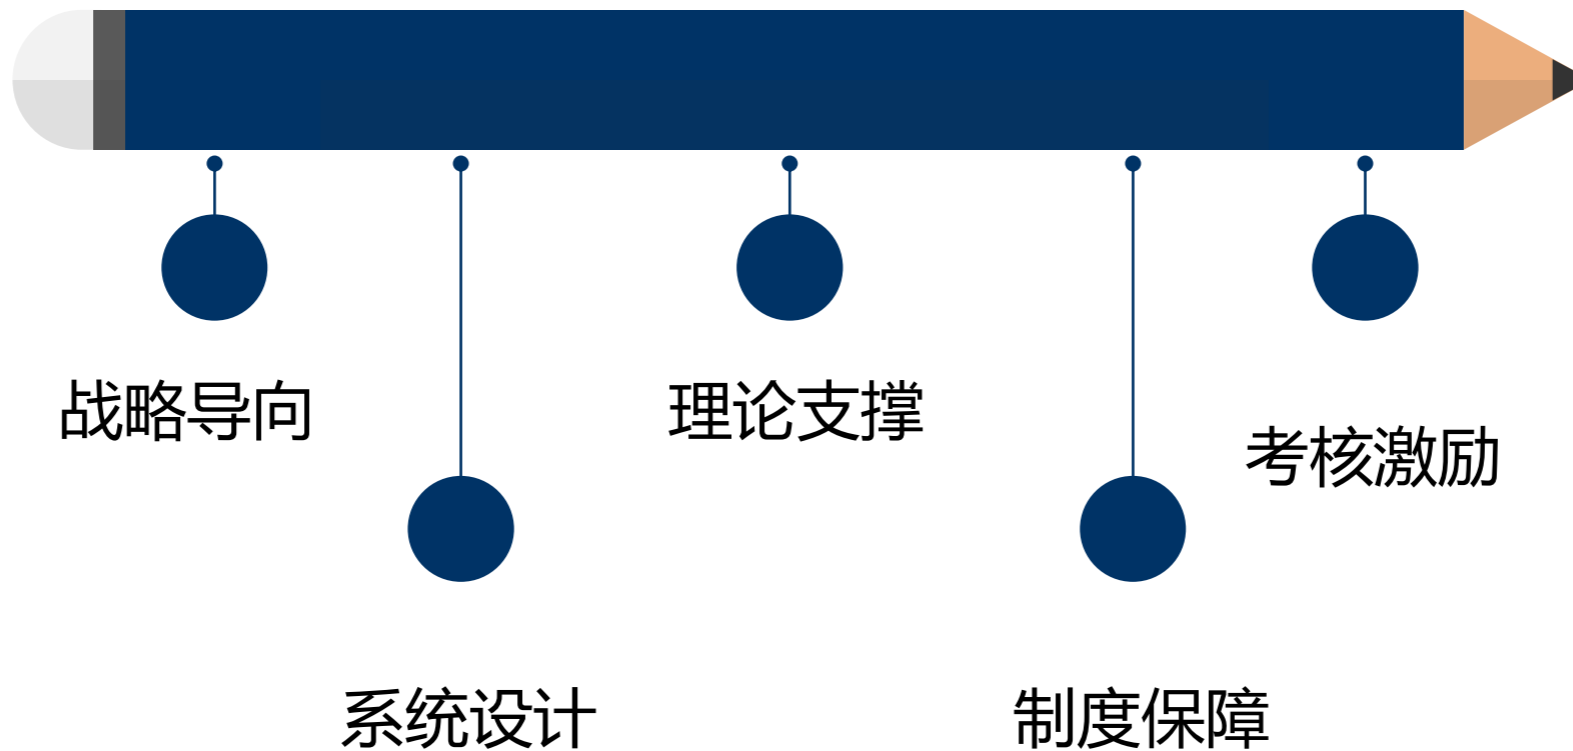 战略导向
系统设计
理论支撑
制度保障
考核激励